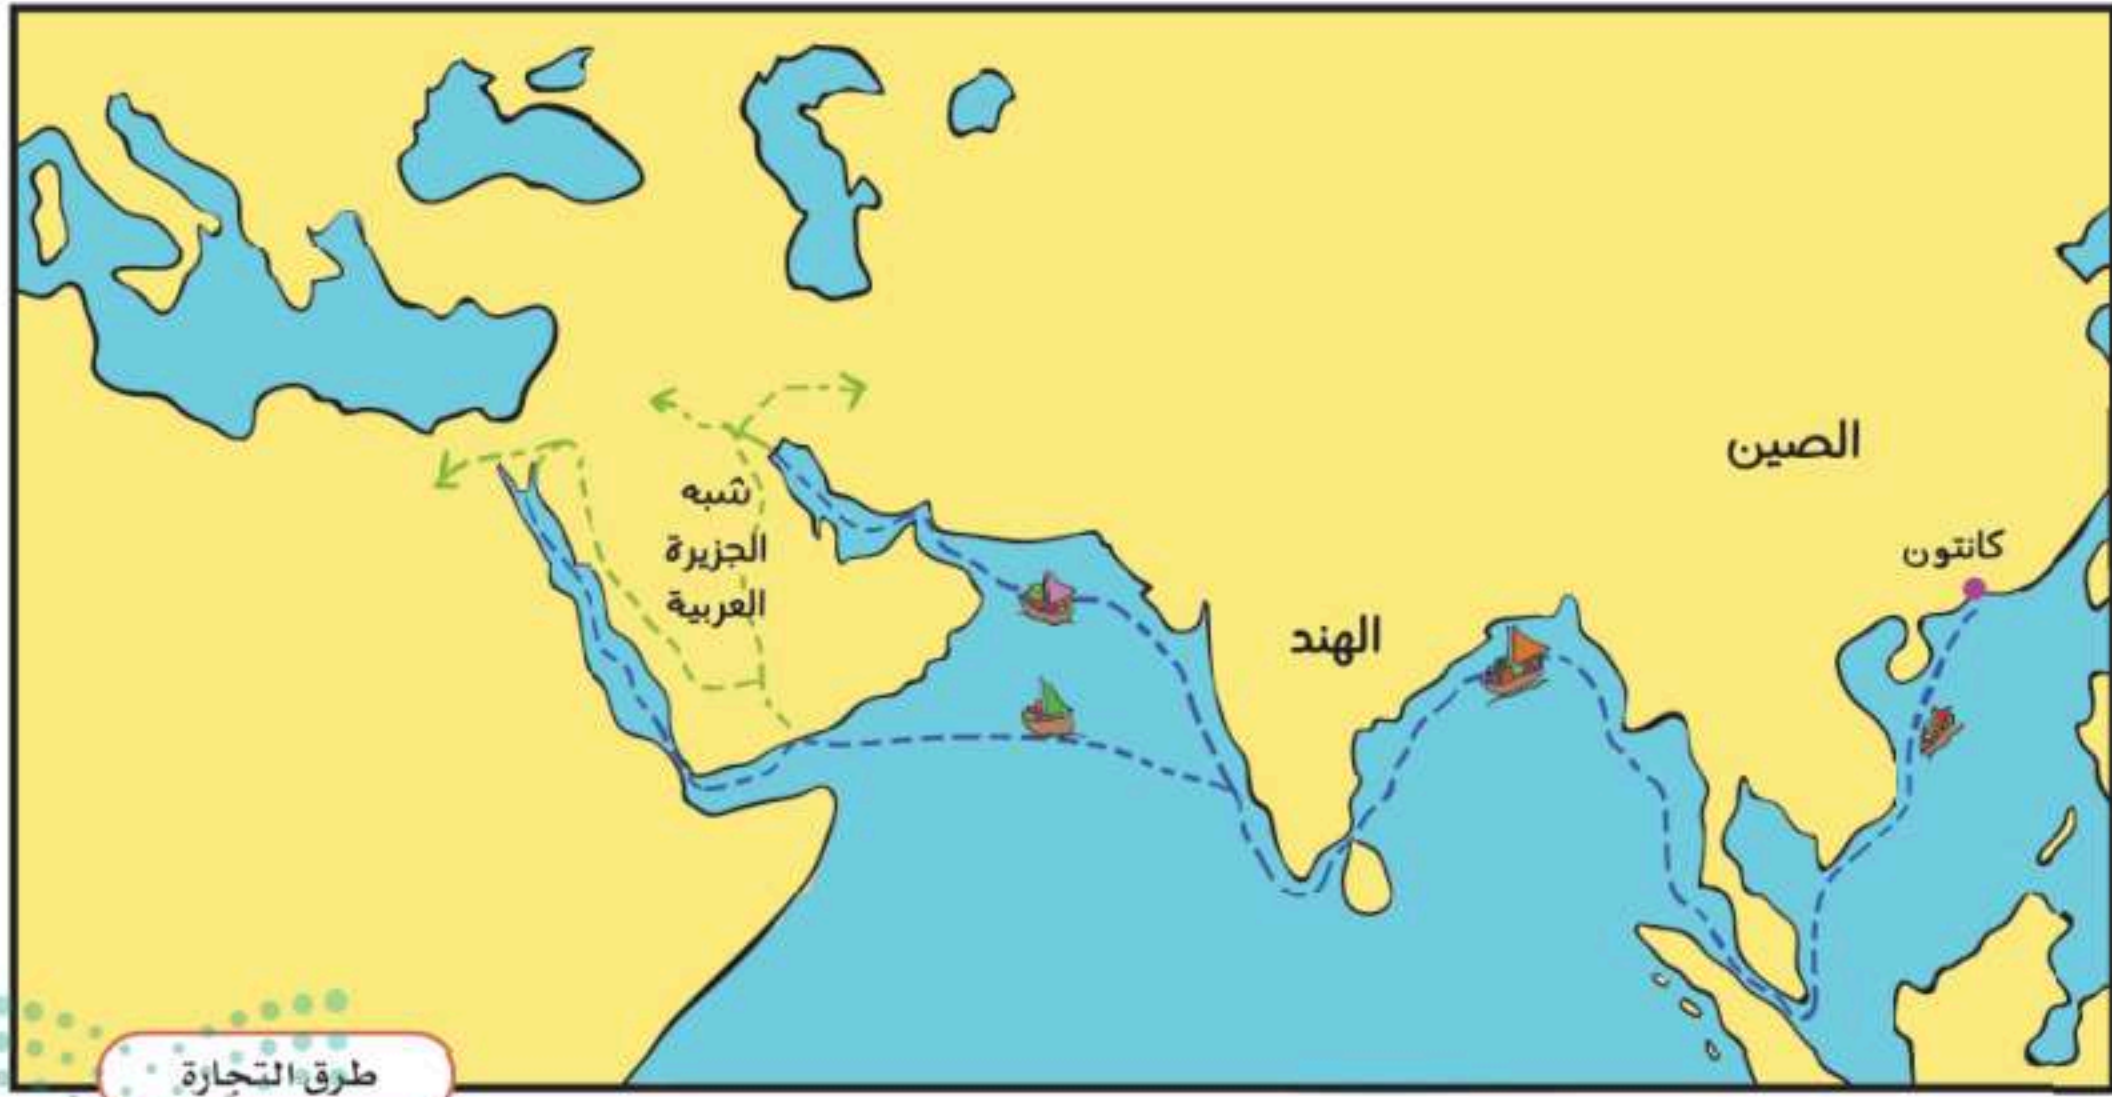 الصين
كانتون
شبه
الجزيرة
العربية
الهند
طرق التجارة